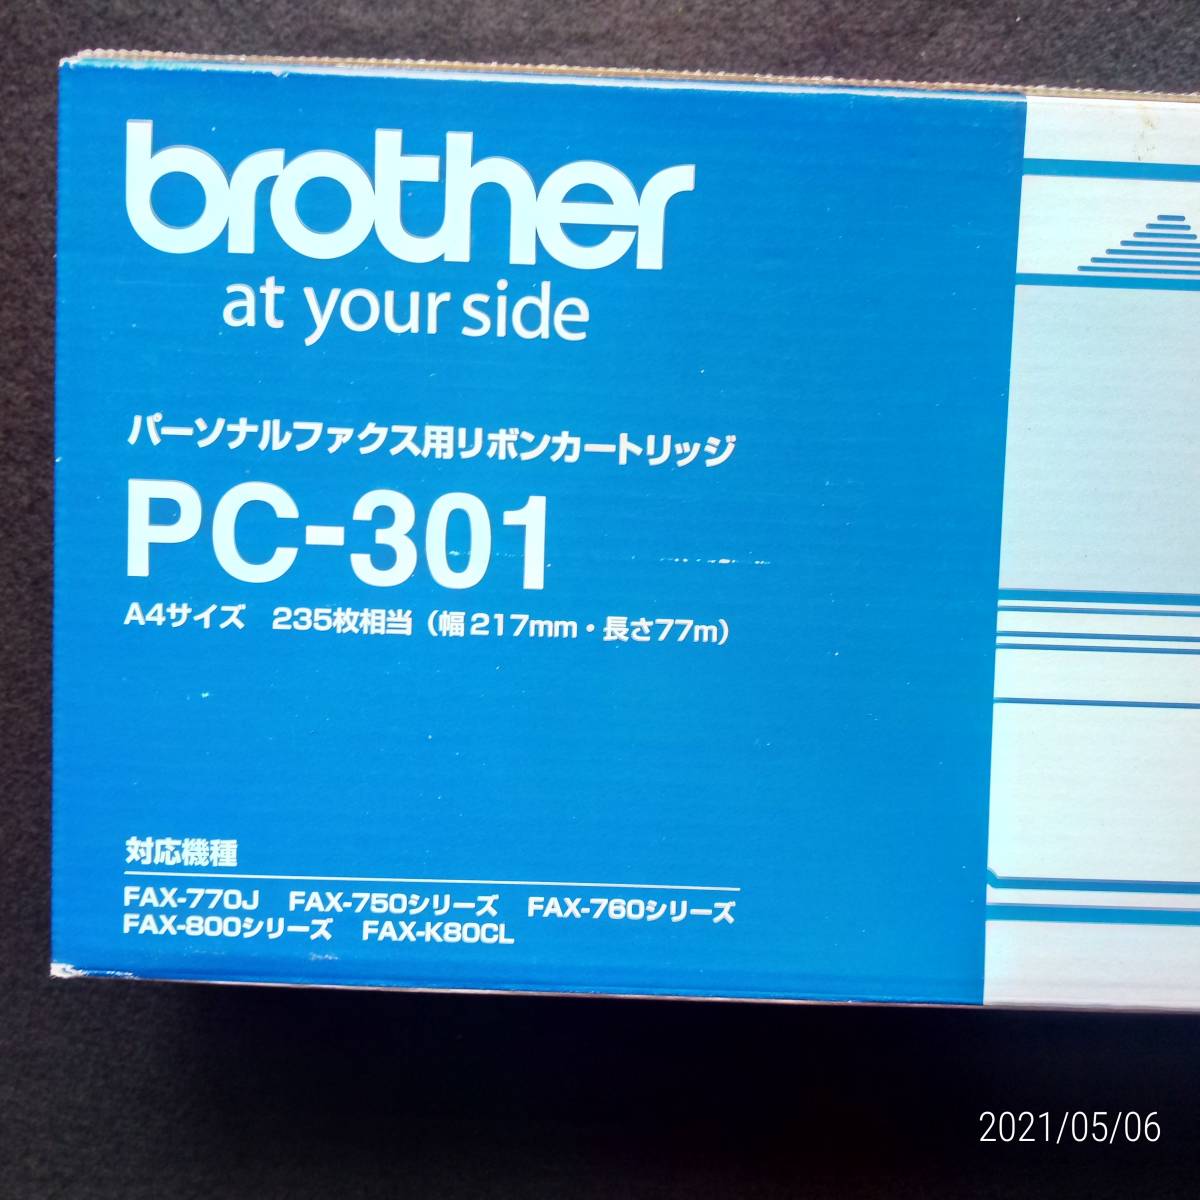 brother
at your side
パーソナルファクス用リボンカートリッジ
PC-301
A4サイズ　235枚相当（幅217mm・長さ77m）
対応機種
FAX-770J　FAX-750シリーズ　FAX-760シリーズ
FAX-800シリーズ　FAX-K80CL
2021/05/06